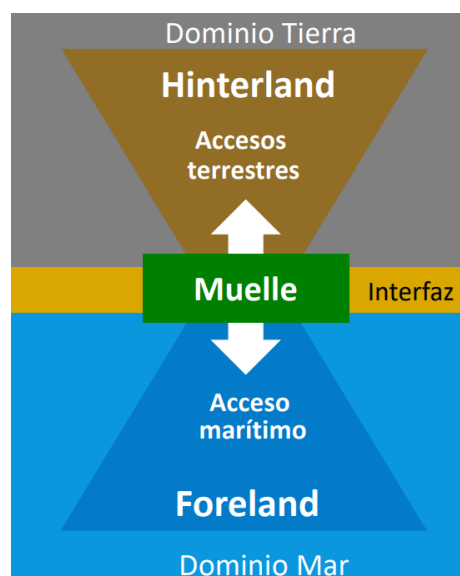 Dominio Tierra
Hinterland
Accesos
terrestres
Muelle
Interfaz
Acceso
marítimo
Foreland
Dominio Mar